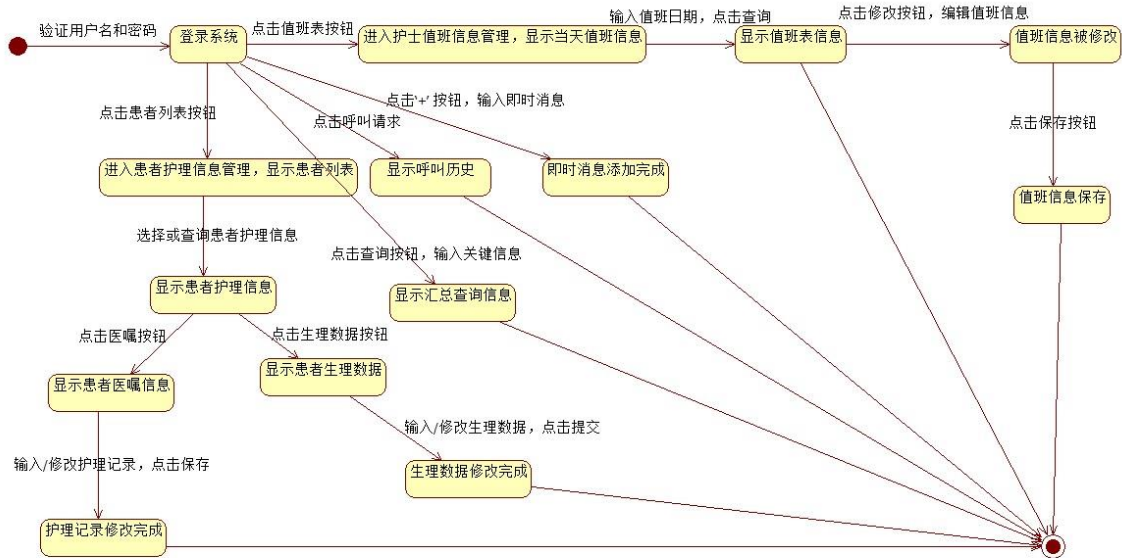 验证用户名和密码
登录系统
点击值班表按钮
进入护士值班信息管理，显示当天值班信息
输入值班日期，点击查询
显示值班表信息
点击修改按钮，编辑值班信息
值班信息被修改
点击患者列表按钮
点击呼叫请求
点击‘+’ 按钮，输入即时消息
点击保存按钮
进入患者护理信息管理，显示患者列表
显示呼叫历史
即时消息添加完成
值班信息保存
选择或查询患者护理信息
点击查询按钮，输入关键信息
显示患者护理信息
显示汇总查询信息
点击医嘱按钮
点击生理数据按钮
显示患者医嘱信息
显示患者生理数据
输入/修改护理记录，点击保存
输入/修改生理数据，点击提交
生理数据修改完成
护理记录修改完成